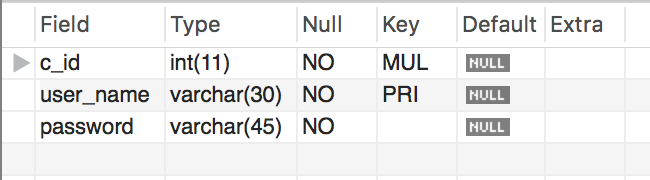 Field Type Null Key Default Extra
c_id int(11) NO MUL NULL
user_name varchar(30) NO PRI NULL
password varchar(45) NO NULL